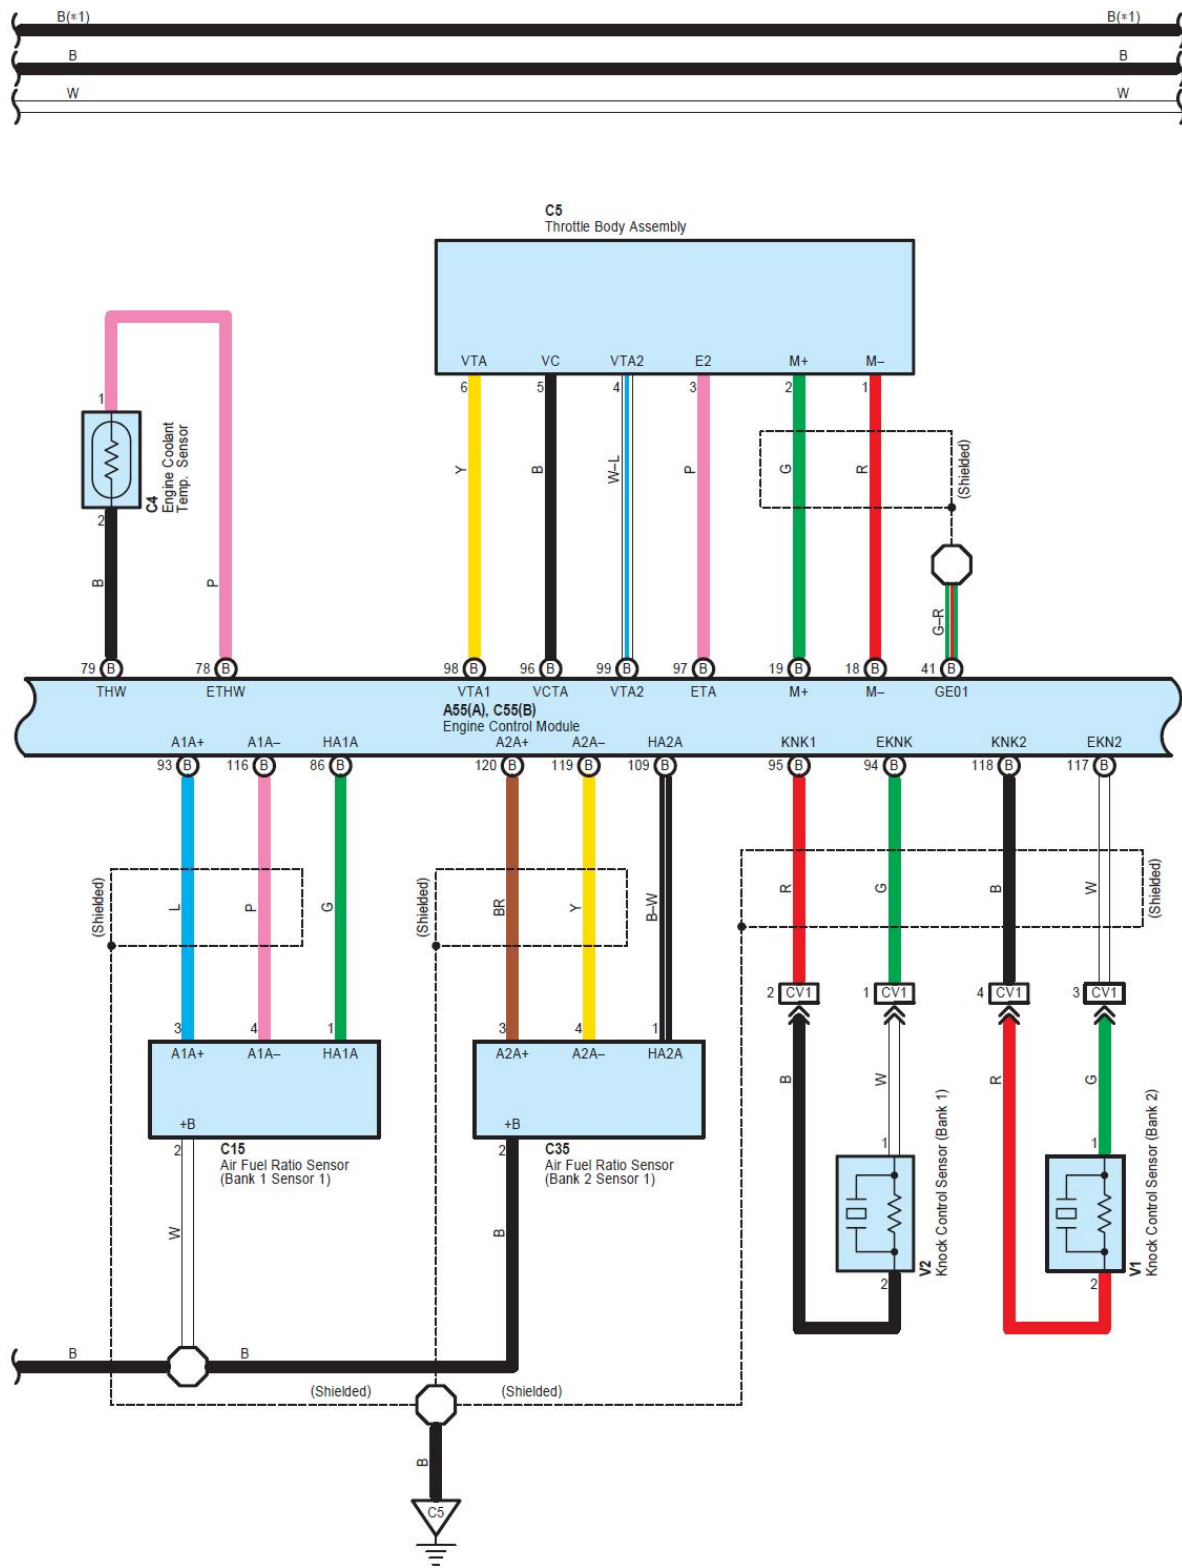 B(*1) B(*1)
B B
W W
C5
Throttle Body Assembly
VTA VC VTA2 E2 M+ M–
6 5 4 3 2 1
1
C4
Engine Coolant
Temp. Sensor
2
Y B W–L P G R (Shielded)
B P G–R
79 B 78 B 98 B 96 B 99 B 97 B 19 B 18 B 41 B
THW ETHW VTA1 VCTA VTA2 ETA M+ M– GE01
A55(A), C55(B)
Engine Control Module
A1A+ A1A– HA1A A2A+ A2A– HA2A KNK1 EKNK KNK2 EKN2
93 B 116 B 86 B 120 B 119 B 109 B 95 B 94 B 118 B 117 B
(Shielded) L P G (Shielded) BR Y B–W R G B W (Shielded)
2 CV1 1 CV1 4 CV1 3 CV1
3 4 1 3 4 1
A1A+ A1A– HA1A A2A+ A2A– HA2A
B W R G
+B +B
2 2
C15
Air Fuel Ratio Sensor
(Bank 1 Sensor 1)
C35
Air Fuel Ratio Sensor
(Bank 2 Sensor 1)
1 1
V2
Knock Control Sensor (Bank 1)
V1
Knock Control Sensor (Bank 2)
2 2
W B
B B
(Shielded) (Shielded)
B
C5